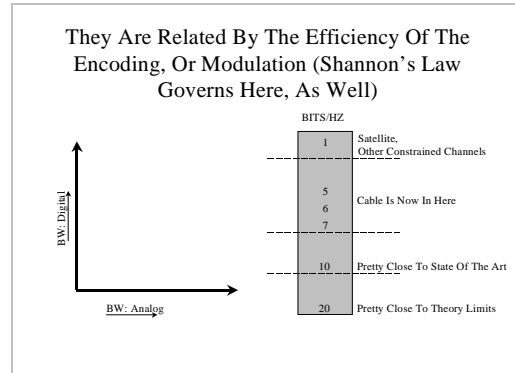 They Are Related By The Efficiency Of The
Encoding, Or Modulation (Shannon's Law
Governs Here, As Well)
BITS/HZ
1
Satellite,
Other Constrained Channels
5
6
7
Cable Is Now In Here
10
Pretty Close To State Of The Art
20
Pretty Close To Theory Limits
BW: Digital
BW: Analog